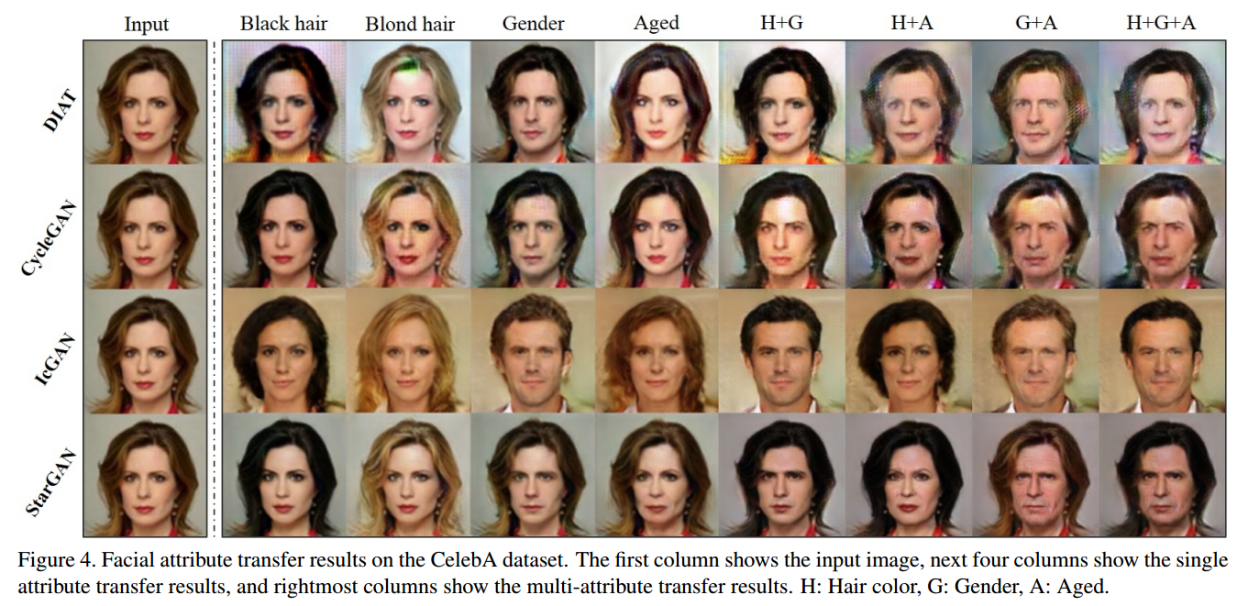 Input Black hair Blond hair Gender Aged H+G H+A G+A H+G+A
DIAT
CycleGAN
IcGAN
StarGAN
Figure 4. Facial attribute transfer results on the CelebA dataset. The first column shows the input image, next four columns show the single
attribute transfer results, and rightmost columns show the multi-attribute transfer results. H: Hair color, G: Gender, A: Aged.